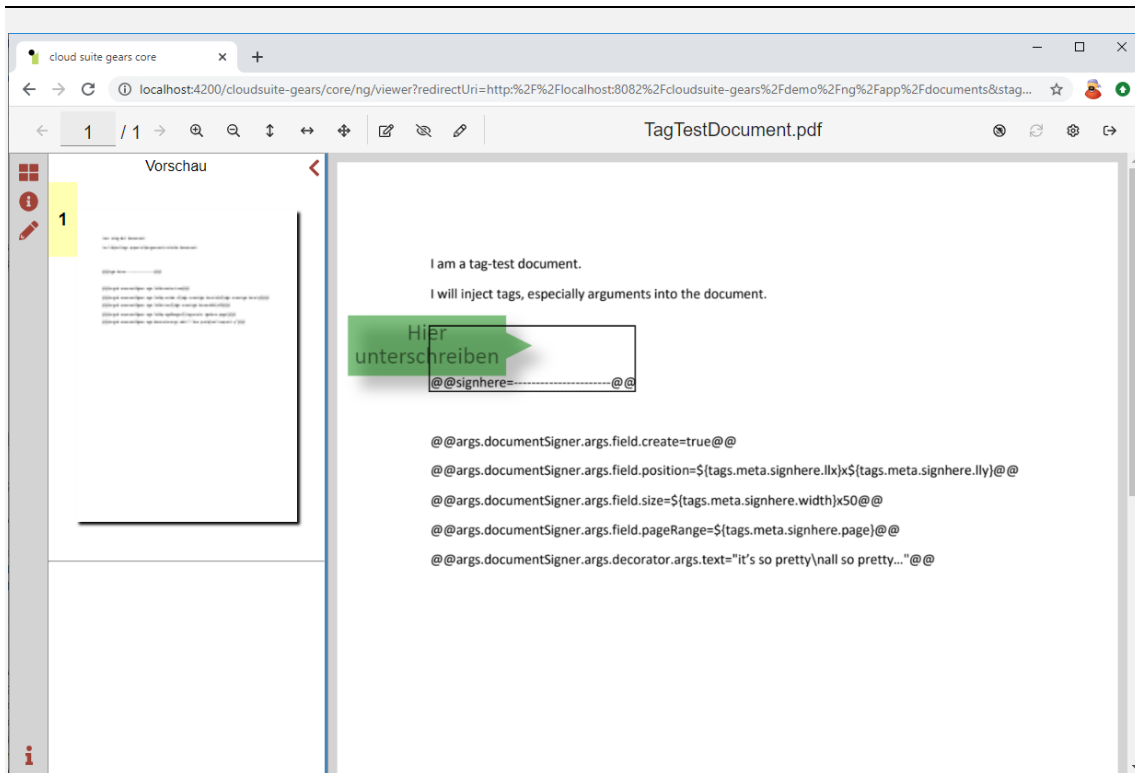 cloud suite gears core
localhost:4200/cloudsuite-gears/core/ng/viewer?redirectUri=http:%2F%2Flocalhost:8082%2Fcloudsuite-gears%2Fdemo%2Fng%2Fapp%2Fdocuments&stag...
1 / 1
TagTestDocument.pdf
Vorschau
1
I am a tag-test document.
I will inject tags, especially arguments into the document.
Hier
unterschreiben
@@signhere=----------------------@@
@@args.documentSigner.args.field.create=true@@
@@args.documentSigner.args.field.position=${tags.meta.signhere.llx}x${tags.meta.signhere.lly}@@
@@args.documentSigner.args.field.size=${tags.meta.signhere.width}x50@@
@@args.documentSigner.args.field.pageRange=${tags.meta.signhere.page}@@
@@args.documentSigner.args.decorator.args.text="it’s so pretty\nall so pretty…"@@